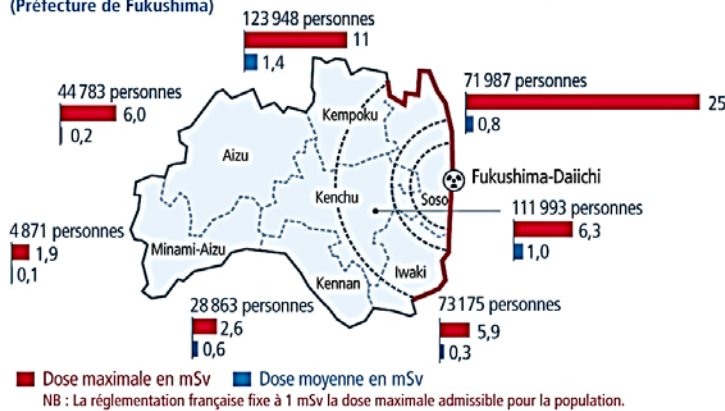 (Préfecture de Fukushima)
123 948 personnes
11
1,4
44 783 personnes
6,0
0,2
71 987 personnes
25
0,8
Kempoku
Aizu
Fukushima-Daiichi
Kenchu
Soso
111 993 personnes
6,3
1,0
4 871 personnes
1,9
0,1
Minami-Aizu
Iwaki
Kennan
28 863 personnes
2,6
0,6
73 175 personnes
5,9
0,3
Dose maximale en mSv Dose moyenne en mSv
NB : La réglementation française fixe à 1 mSv la dose maximale admissible pour la population.